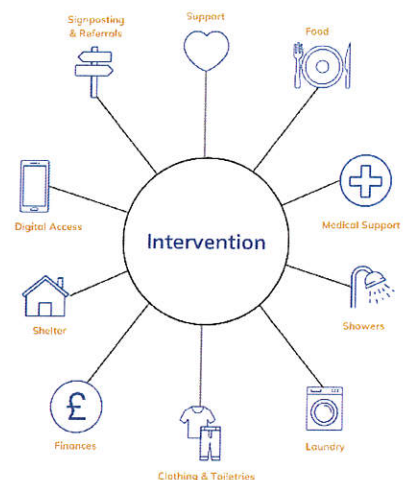 Signposting
& Referrals
Support
Food
Digital Access
Intervention
Medical Support
Shelter
Showers
£
Finances
Laundry
Clothing & Toiletries